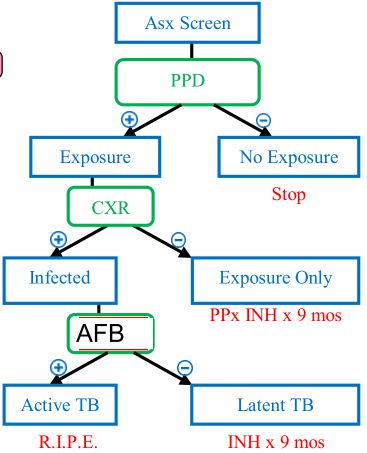 Asx Screen
PPD
+ −
Exposure No Exposure
Stop
CXR
+ −
Infected Exposure Only
PPx INH x 9 mos
AFB
+ −
Active TB Latent TB
R.I.P.E. INH x 9 mos